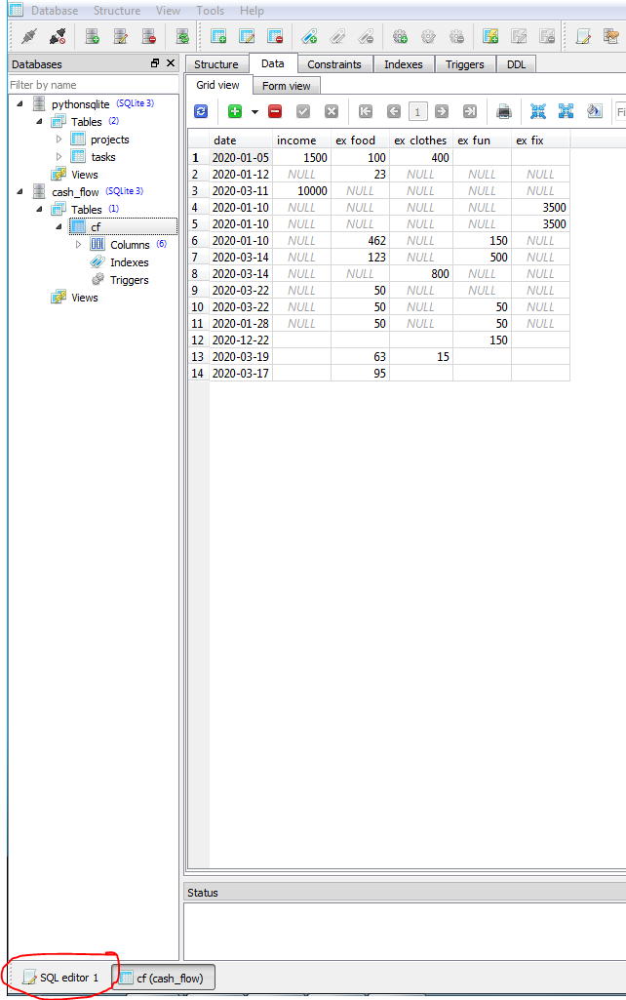 Database Structure View Tools Help
Databases
Filter by name
pythonsqlite (SQLite 3)
Tables (2)
projects
tasks
Views
cash_flow (SQLite 3)
Tables (1)
cf
Columns (6)
Indexes
Triggers
Views
Structure Data Constraints Indexes Triggers DDL
Grid view Form view
1
date income ex food ex clothes ex fun ex fix
1 2020-01-05 1500 100 400
2 2020-01-12 NULL 23 NULL NULL NULL
3 2020-03-11 10000 NULL NULL NULL NULL
4 2020-01-10 NULL NULL NULL NULL 3500
5 2020-01-10 NULL NULL NULL NULL 3500
6 2020-01-10 NULL 462 NULL 150 NULL
7 2020-03-14 NULL 123 NULL 500 NULL
8 2020-03-14 NULL NULL 800 NULL NULL
9 2020-03-22 NULL 50 NULL NULL NULL
10 2020-03-22 NULL 50 NULL 50 NULL
11 2020-01-28 NULL 50 NULL 50 NULL
12 2020-12-22 150
13 2020-03-19 63 15
14 2020-03-17 95
Status
SQL editor 1 cf (cash_flow)